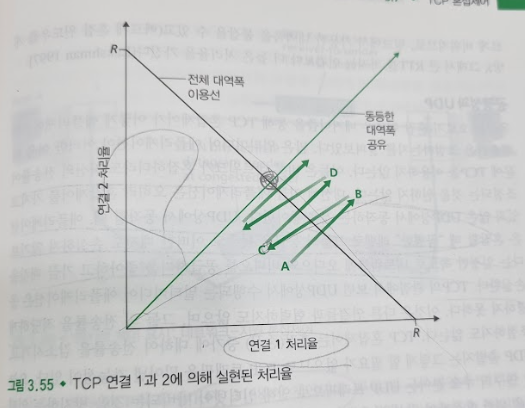 TCP 혼잡제어
R
전체 대역폭
이용선
동등한
대역폭
공유
연결 2 처리율
D
B
C
A
연결 1 처리율
R
그림 3.55 ◆ TCP 연결 1과 2에 의해 실현된 처리율